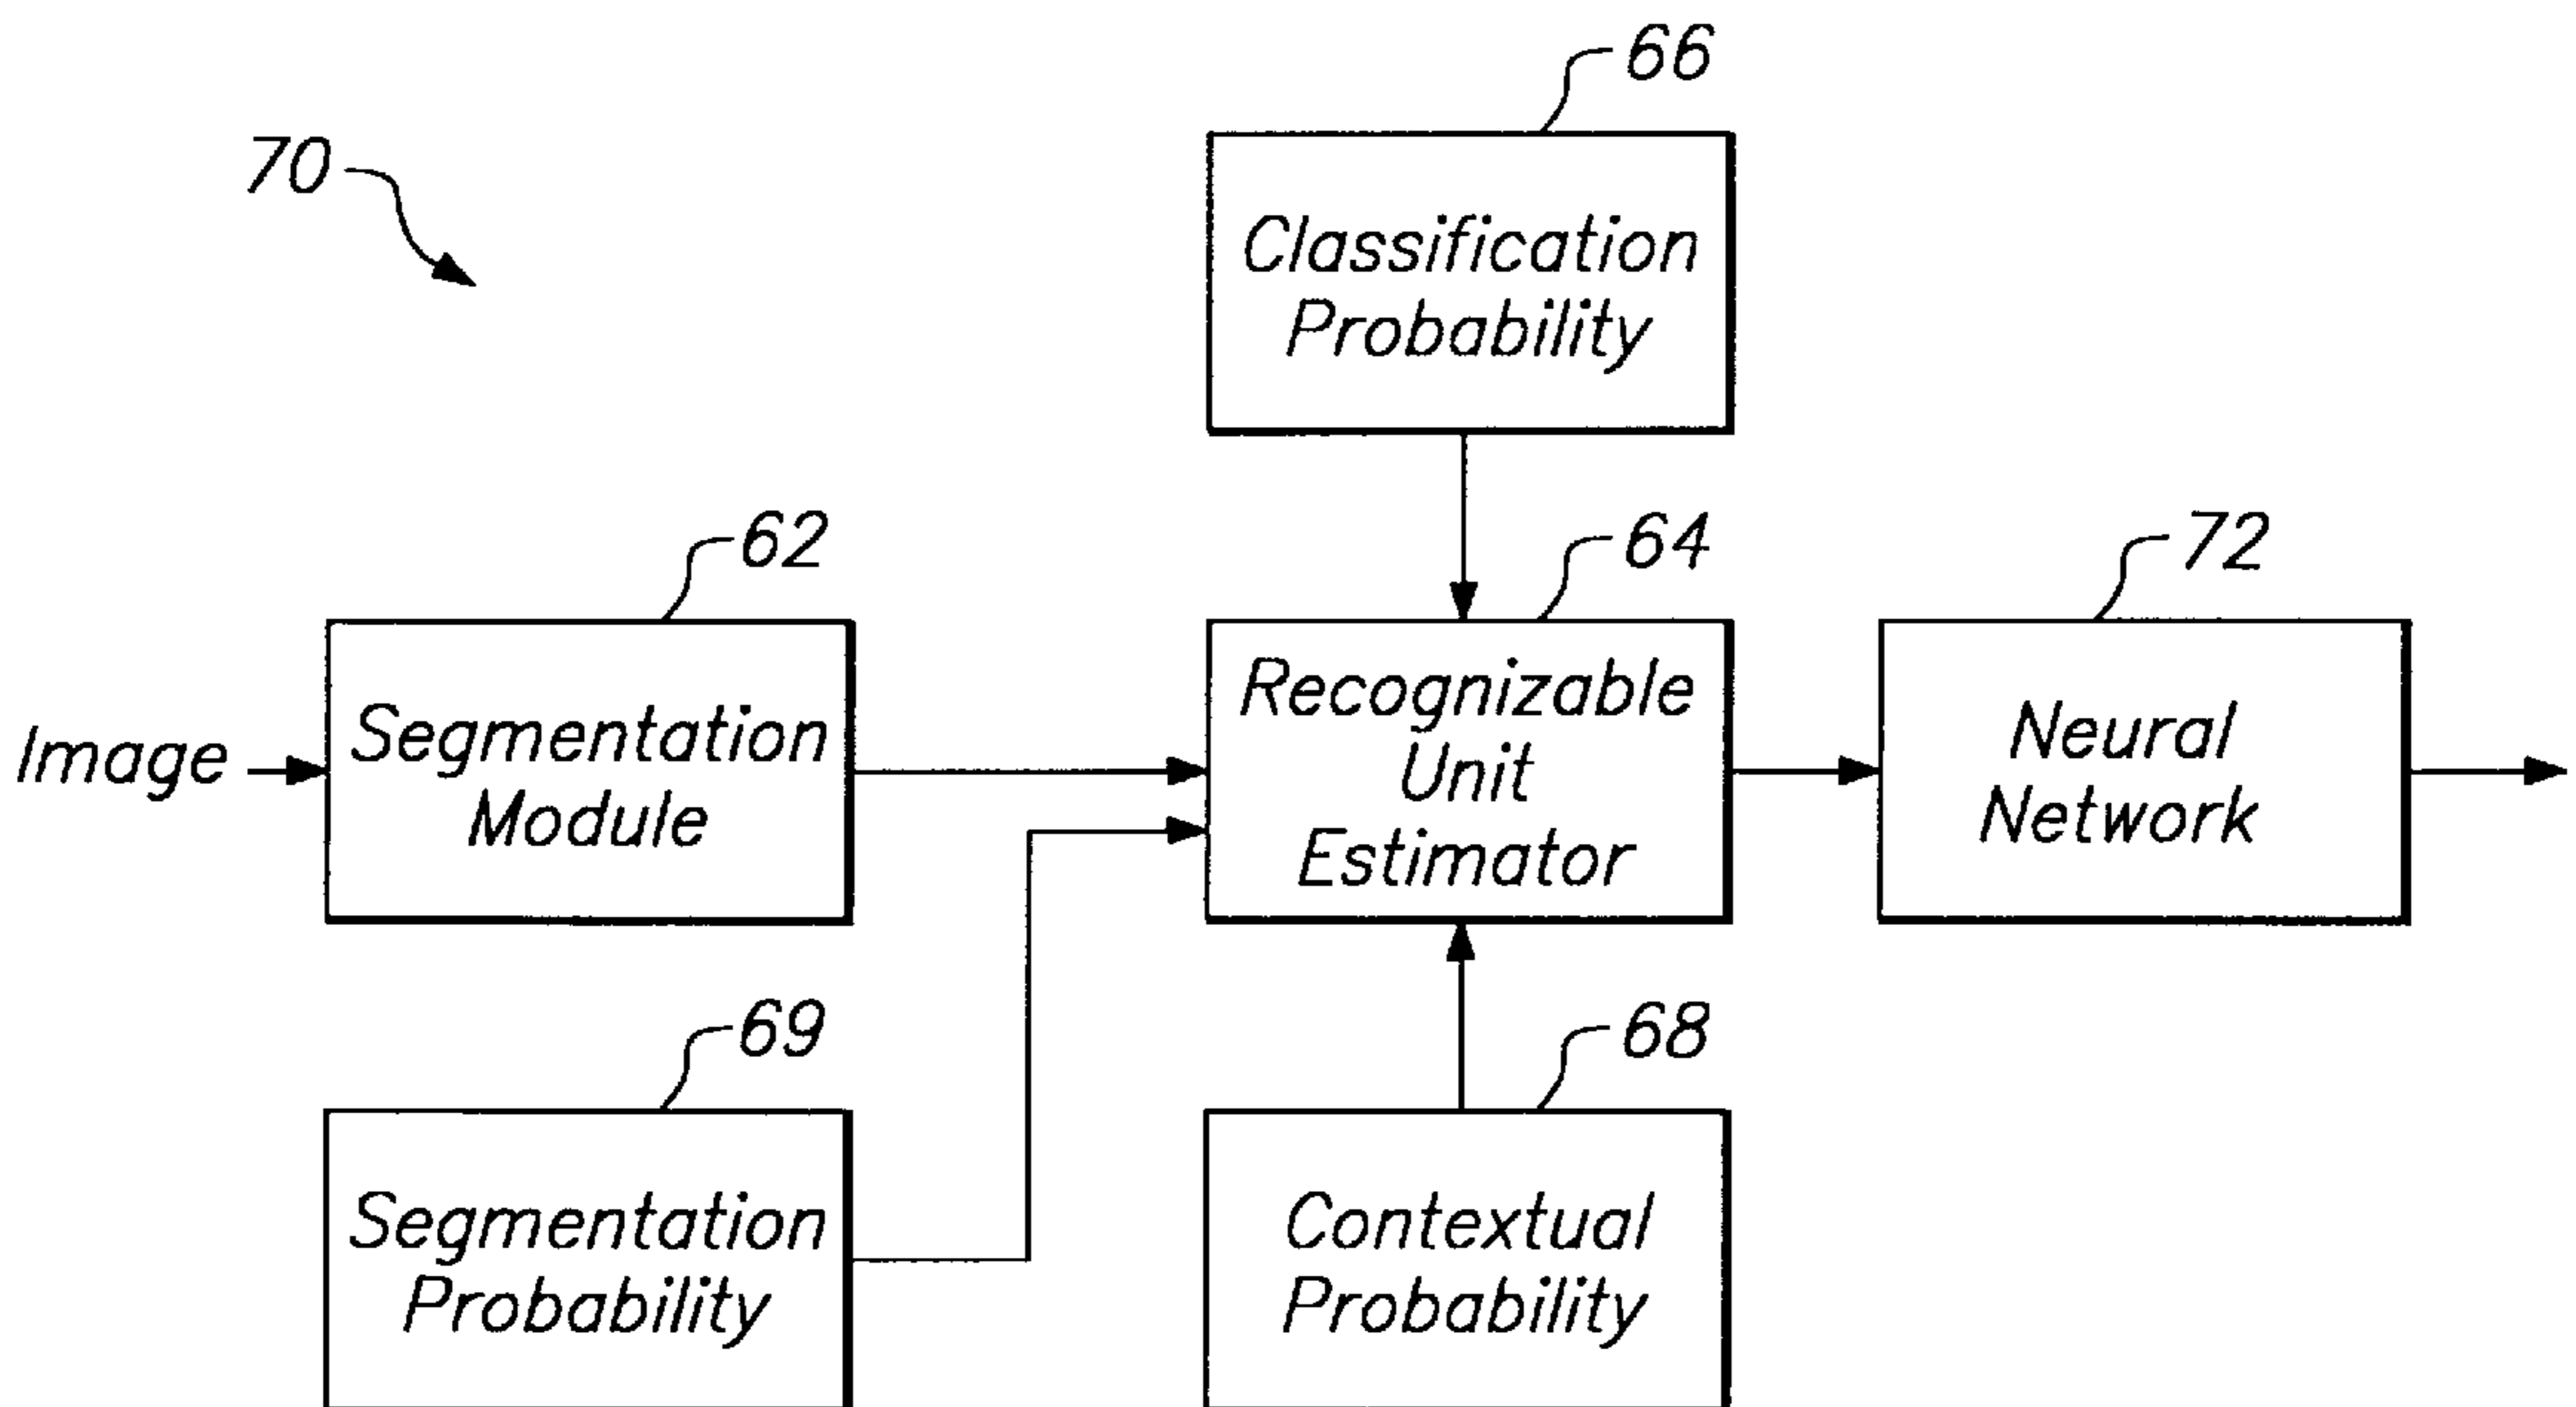 66
70
Classification
Probability
62
64
72
Image
Segmentation
Module
Recognizable
Unit
Estimator
Neural
Network
69
68
Segmentation
Probability
Contextual
Probability